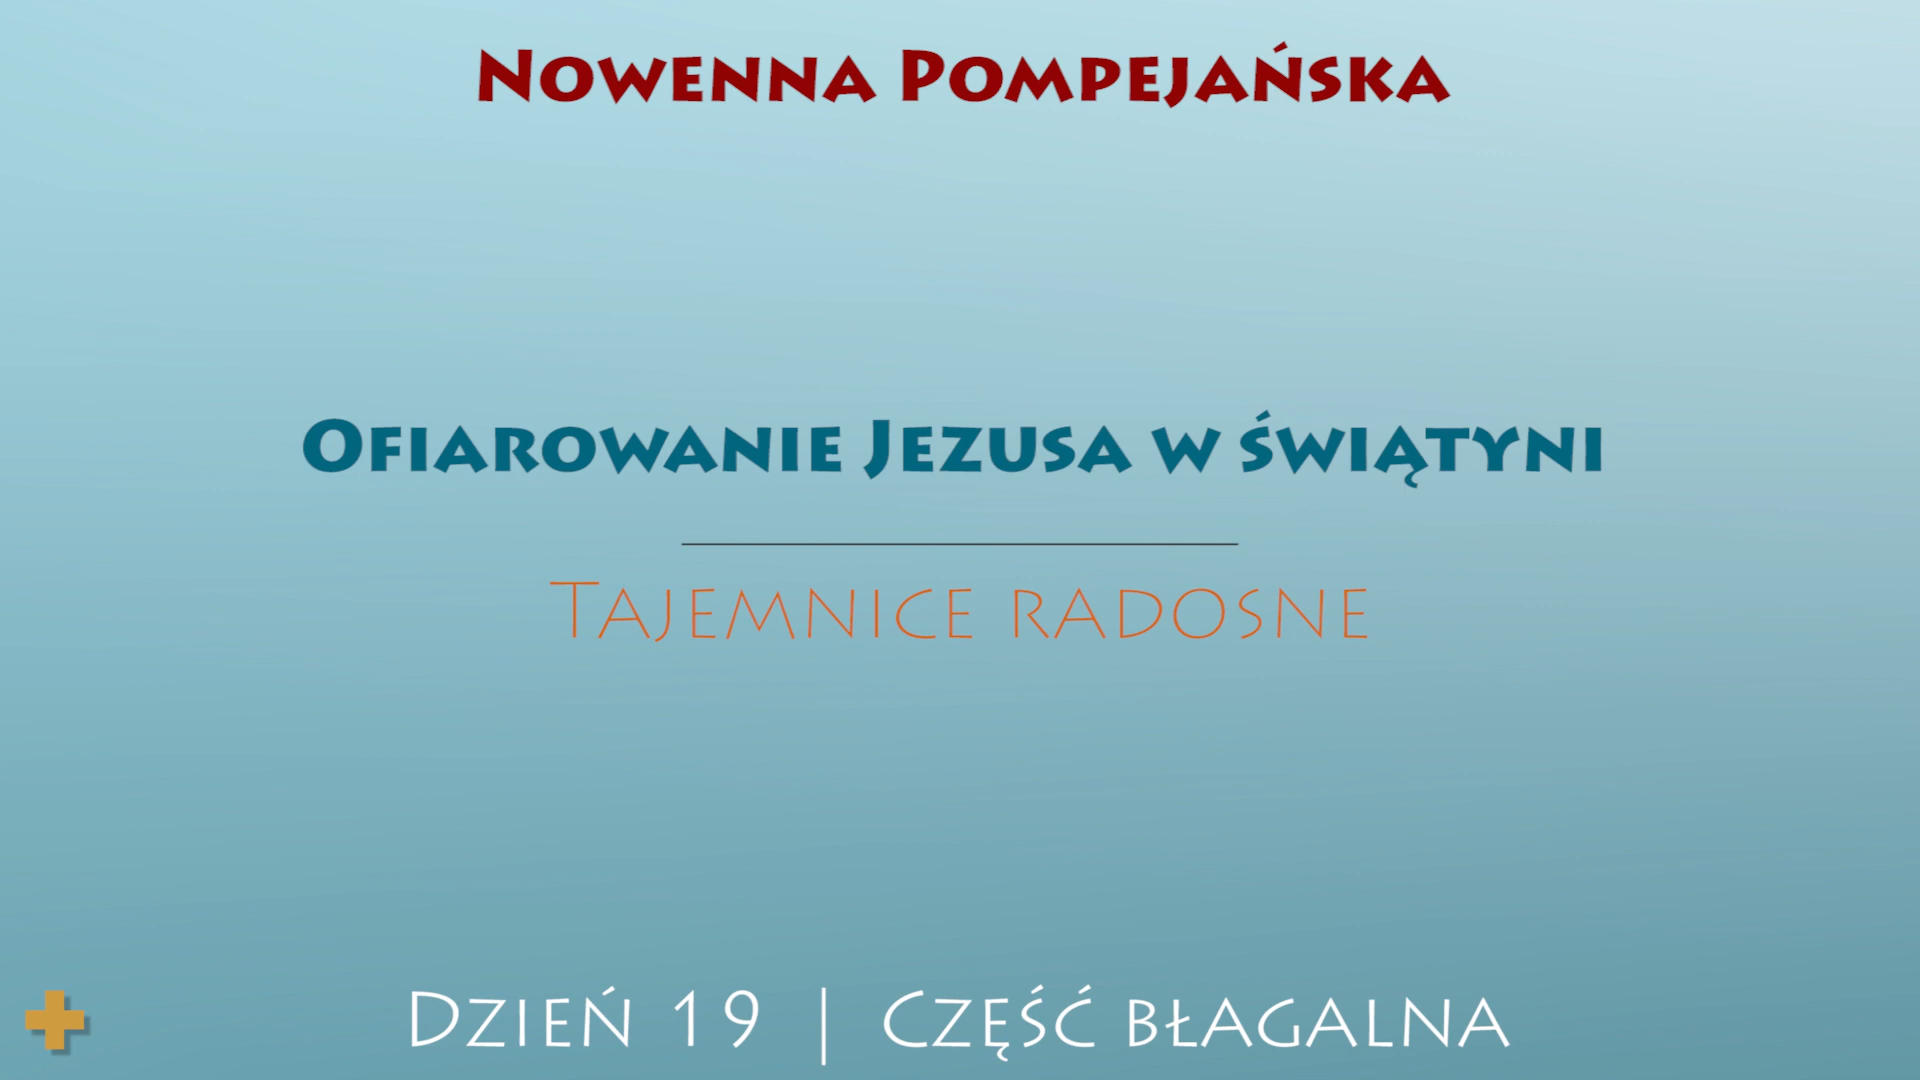 Nowenna Pompejańska
Ofiarowanie Jezusa w świątyni
Tajemnice radosne
Dzień 19 | Część błagalna